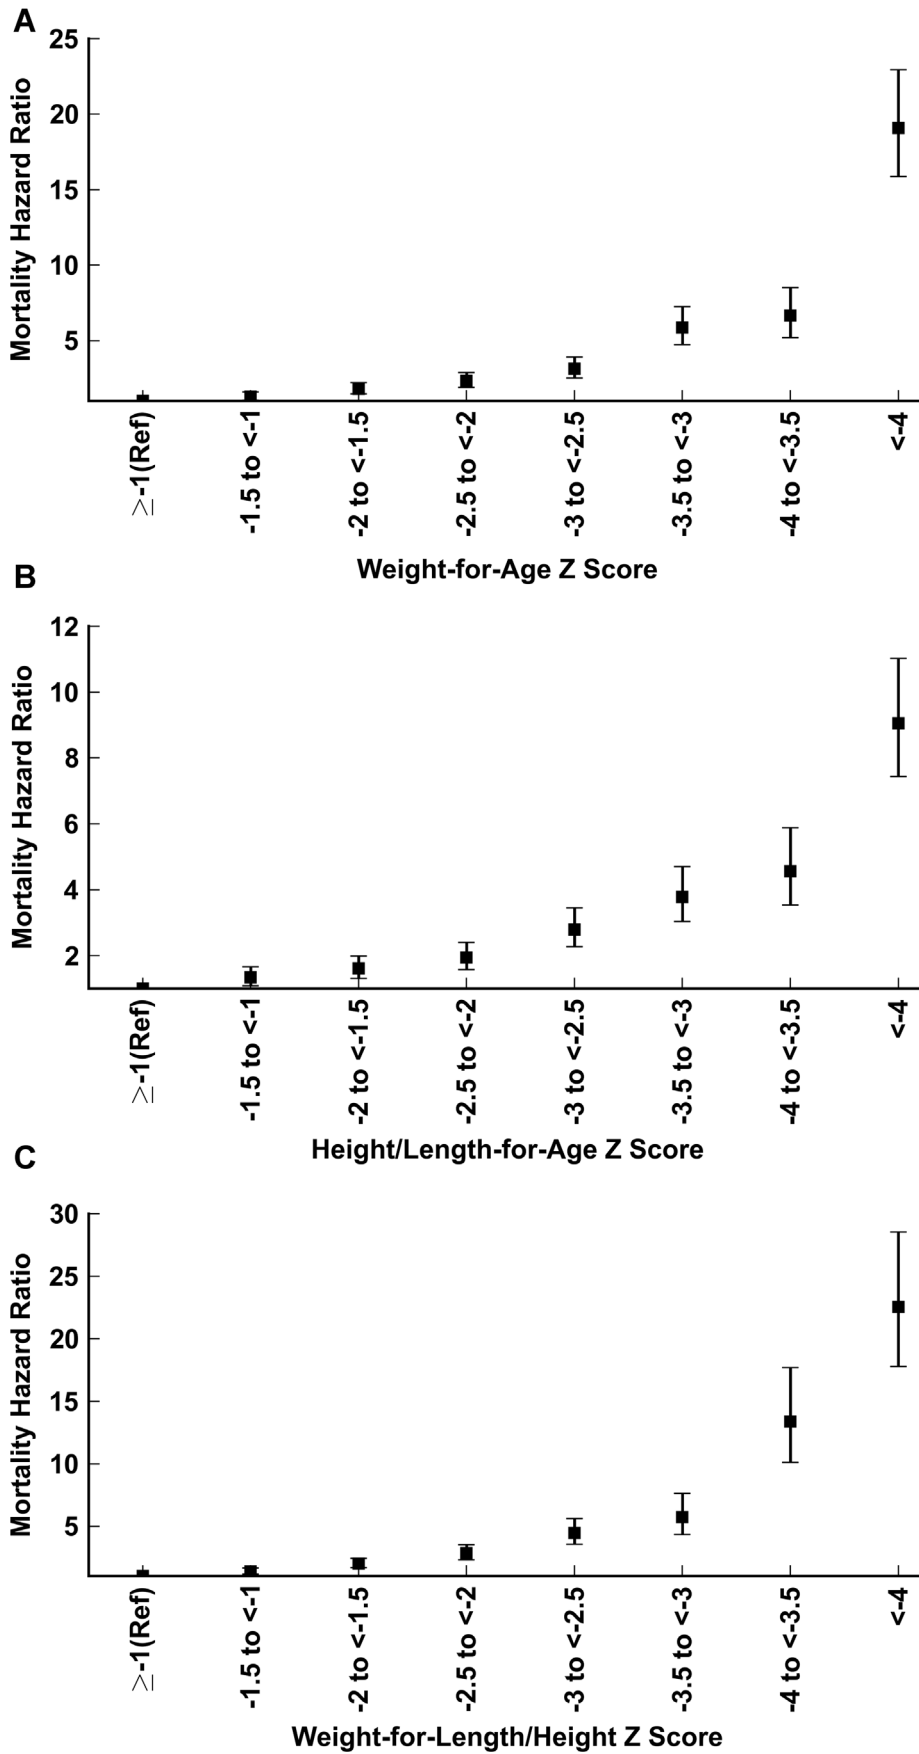 A
25
20
15
10
5
Mortality Hazard Ratio
≥-1(Ref)
-1.5 to <-1
-2 to <-1.5
-2.5 to <-2
-3 to <-2.5
-3.5 to <-3
-4 to <-3.5
<-4
Weight-for-Age Z Score
B
12
10
8
6
4
2
Mortality Hazard Ratio
≥-1(Ref)
-1.5 to <-1
-2 to <-1.5
-2.5 to <-2
-3 to <-2.5
-3.5 to <-3
-4 to <-3.5
<-4
Height/Length-for-Age Z Score
C
30
25
20
15
10
5
Mortality Hazard Ratio
≥-1(Ref)
-1.5 to <-1
-2 to <-1.5
-2.5 to <-2
-3 to <-2.5
-3.5 to <-3
-4 to <-3.5
<-4
Weight-for-Length/Height Z Score